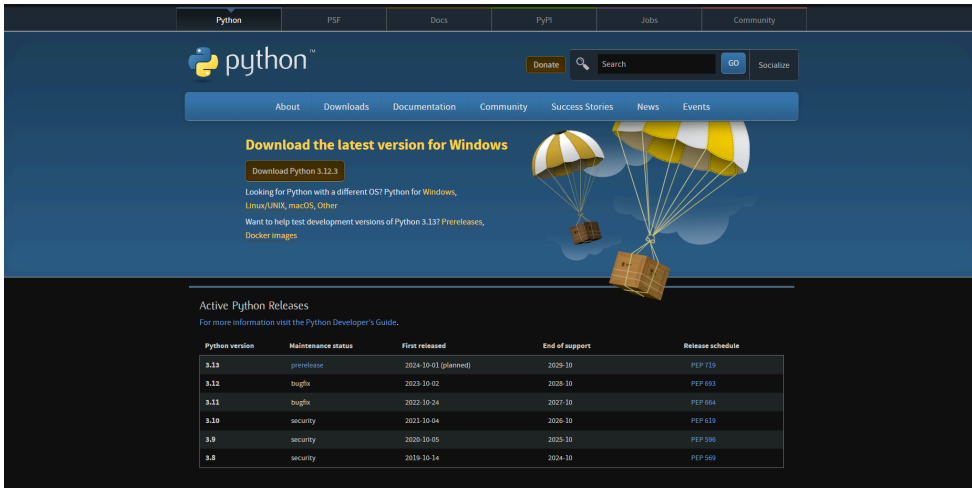 Python PSF Docs PyPI Jobs Community
python™
Donate Search GO Socialize
About Downloads Documentation Community Success Stories News Events
Download the latest version for Windows
Download Python 3.12.3
Looking for Python with a different OS? Python for Windows,
Linux/UNIX, macOS, Other
Want to help test development versions of Python 3.13? Prereleases,
Docker images
Active Python Releases
For more information visit the Python Developer's Guide.
Python version Maintenance status First released End of support Release schedule
3.13 prerelease 2024-10-01 (planned) 2029-10 PEP 719
3.12 bugfix 2023-10-02 2028-10 PEP 693
3.11 bugfix 2022-10-24 2027-10 PEP 664
3.10 security 2021-10-04 2026-10 PEP 619
3.9 security 2020-10-05 2025-10 PEP 596
3.8 security 2019-10-14 2024-10 PEP 569